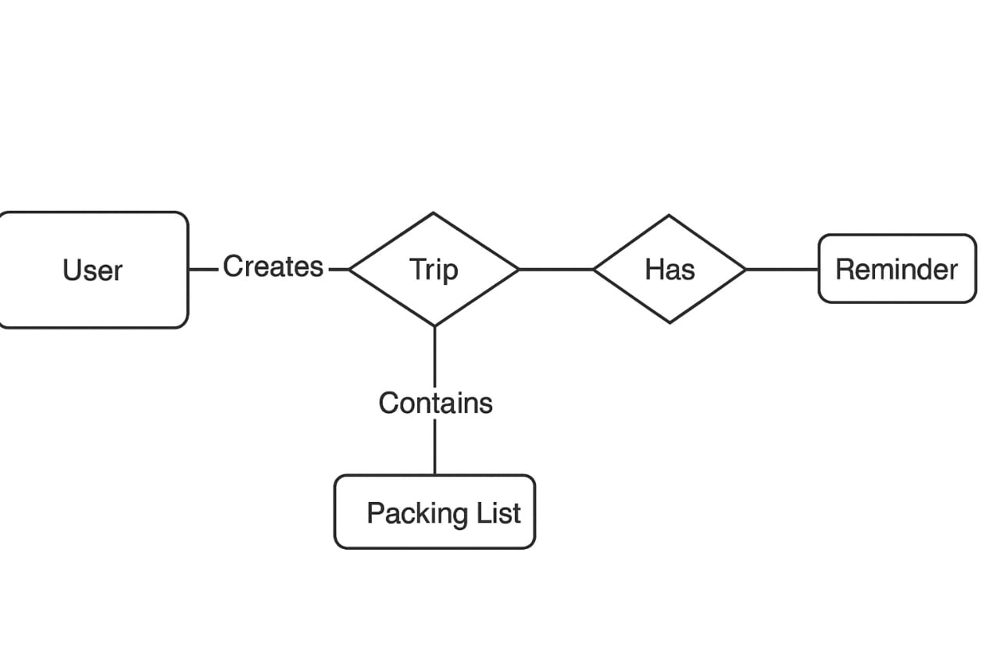 User
Creates
Trip
Has
Reminder
Contains
Packing List